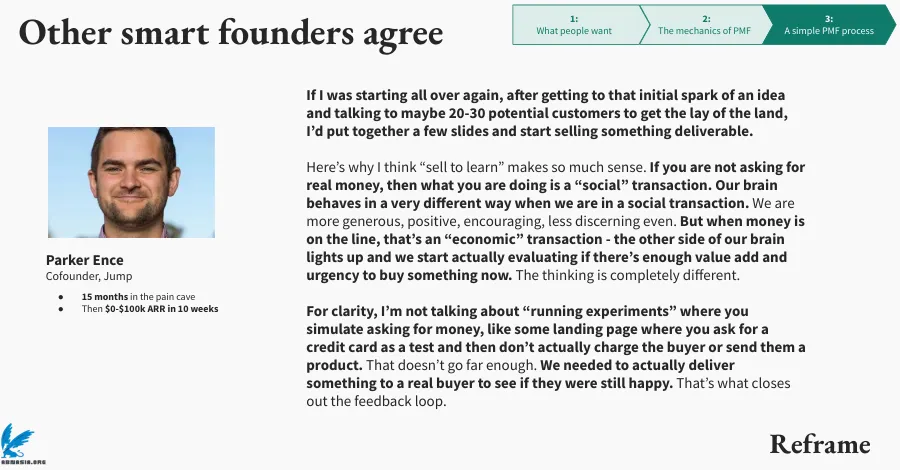 Other smart founders agree
1:
What people want
2:
The mechanics of PMF
3:
A simple PMF process
Parker Ence
Cofounder, Jump
● 15 months in the pain cave
● Then $0-$100k ARR in 10 weeks
If I was starting all over again, after getting to that initial spark of an idea
and talking to maybe 20-30 potential customers to get the lay of the land,
I’d put together a few slides and start selling something deliverable.
Here’s why I think “sell to learn” makes so much sense. If you are not asking for
real money, then what you are doing is a “social” transaction. Our brain
behaves in a very different way when we are in a social transaction. We are
more generous, positive, encouraging, less discerning even. But when money is
on the line, that’s an “economic” transaction - the other side of our brain
lights up and we start actually evaluating if there’s enough value add and
urgency to buy something now. The thinking is completely different.
For clarity, I’m not talking about “running experiments” where you
simulate asking for money, like some landing page where you ask for a
credit card as a test and then don’t actually charge the buyer or send them a
product. That doesn’t go far enough. We needed to actually deliver
something to a real buyer to see if they were still happy. That’s what closes
out the feedback loop.
Reframe